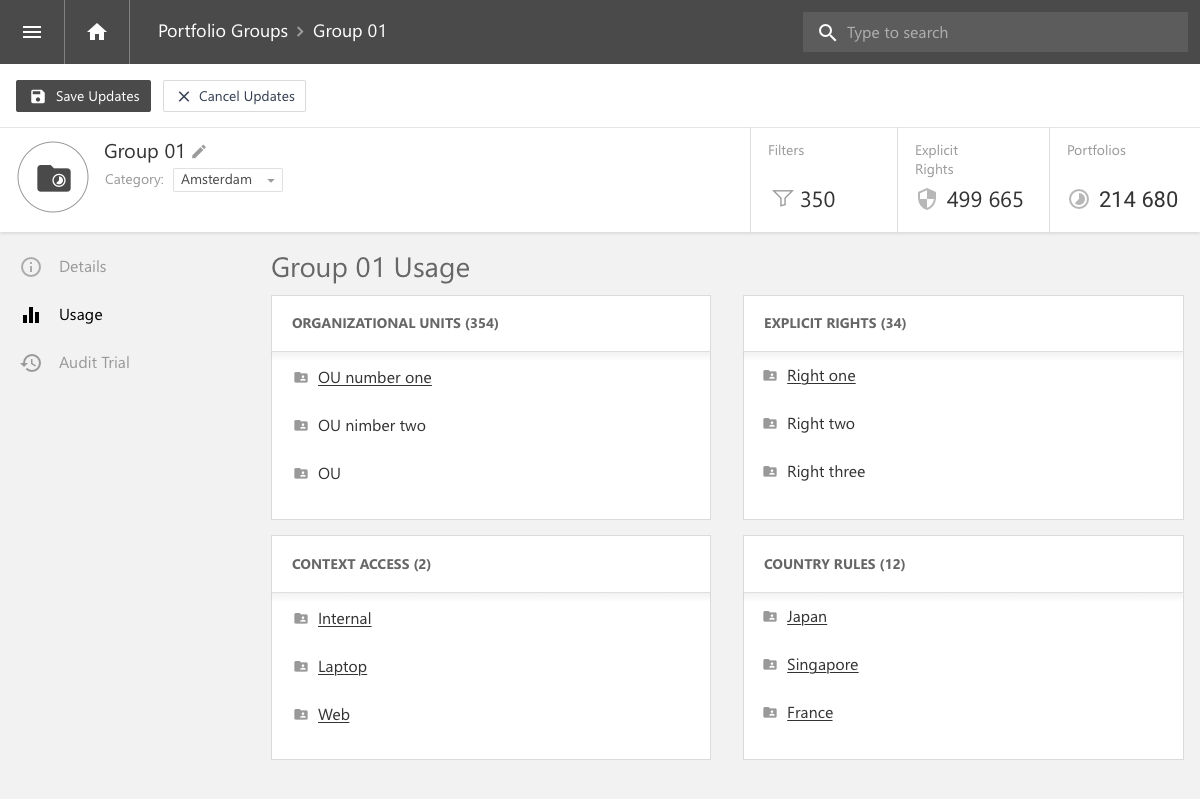 Portfolio Groups > Group 01
Type to search
Save Updates
Cancel Updates
Group 01
Category: Amsterdam
Filters
350
Explicit
Rights
499 665
Portfolios
214 680
Details
Usage
Audit Trial
Group 01 Usage
ORGANIZATIONAL UNITS (354)
OU number one
OU nimber two
OU
EXPLICIT RIGHTS (34)
Right one
Right two
Right three
CONTEXT ACCESS (2)
Internal
Laptop
Web
COUNTRY RULES (12)
Japan
Singapore
France